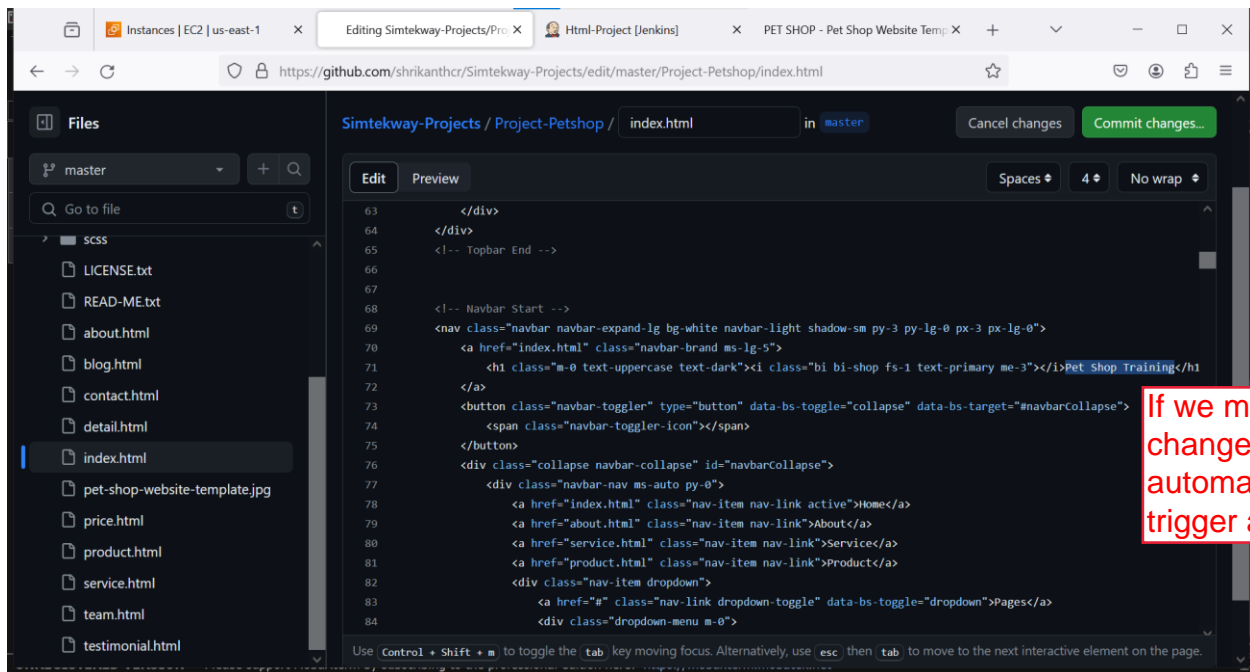 Instances | EC2 | us-east-1
Editing Simtekway-Projects/Pro
Html-Project [Jenkins]
PET SHOP - Pet Shop Website Temp
https://github.com/shrikanthcr/Simtekway-Projects/edit/master/Project-Petshop/index.html
Files
Simtekway-Projects / Project-Petshop / index.html in master
Cancel changes
Commit changes...
master
Edit Preview
Spaces 4 No wrap
Go to file t
scss
LICENSE.txt
READ-ME.txt
about.html
blog.html
contact.html
detail.html
index.html
pet-shop-website-template.jpg
price.html
product.html
service.html
team.html
testimonial.html
63 </div>
64 </div>
65 <!-- Topbar End -->
66
67
68 <!-- Navbar Start -->
69 <nav class="navbar navbar-expand-lg bg-white navbar-light shadow-sm py-3 py-lg-0 px-3 px-lg-0">
70 <a href="index.html" class="navbar-brand ms-lg-5">
71 <h1 class="m-0 text-uppercase text-dark"><i class="bi bi-shop fs-1 text-primary me-3"></i>Pet Shop Training</h1
72 </a>
73 <button class="navbar-toggler" type="button" data-bs-toggle="collapse" data-bs-target="#navbarCollapse">
74 <span class="navbar-toggler-icon"></span>
75 </button>
76 <div class="collapse navbar-collapse" id="navbarCollapse">
77 <div class="navbar-nav ms-auto py-0">
78 <a href="index.html" class="nav-item nav-link active">Home</a>
79 <a href="about.html" class="nav-item nav-link">About</a>
80 <a href="service.html" class="nav-item nav-link">Service</a>
81 <a href="product.html" class="nav-item nav-link">Product</a>
82 <div class="nav-item dropdown">
83 <a href="#" class="nav-link dropdown-toggle" data-bs-toggle="dropdown">Pages</a>
84 <div class="dropdown-menu m-0">
Use Control + Shift + m to toggle the tab key moving focus. Alternatively, use esc then tab to move to the next interactive element on the page.
If we m
change
automa
trigger a